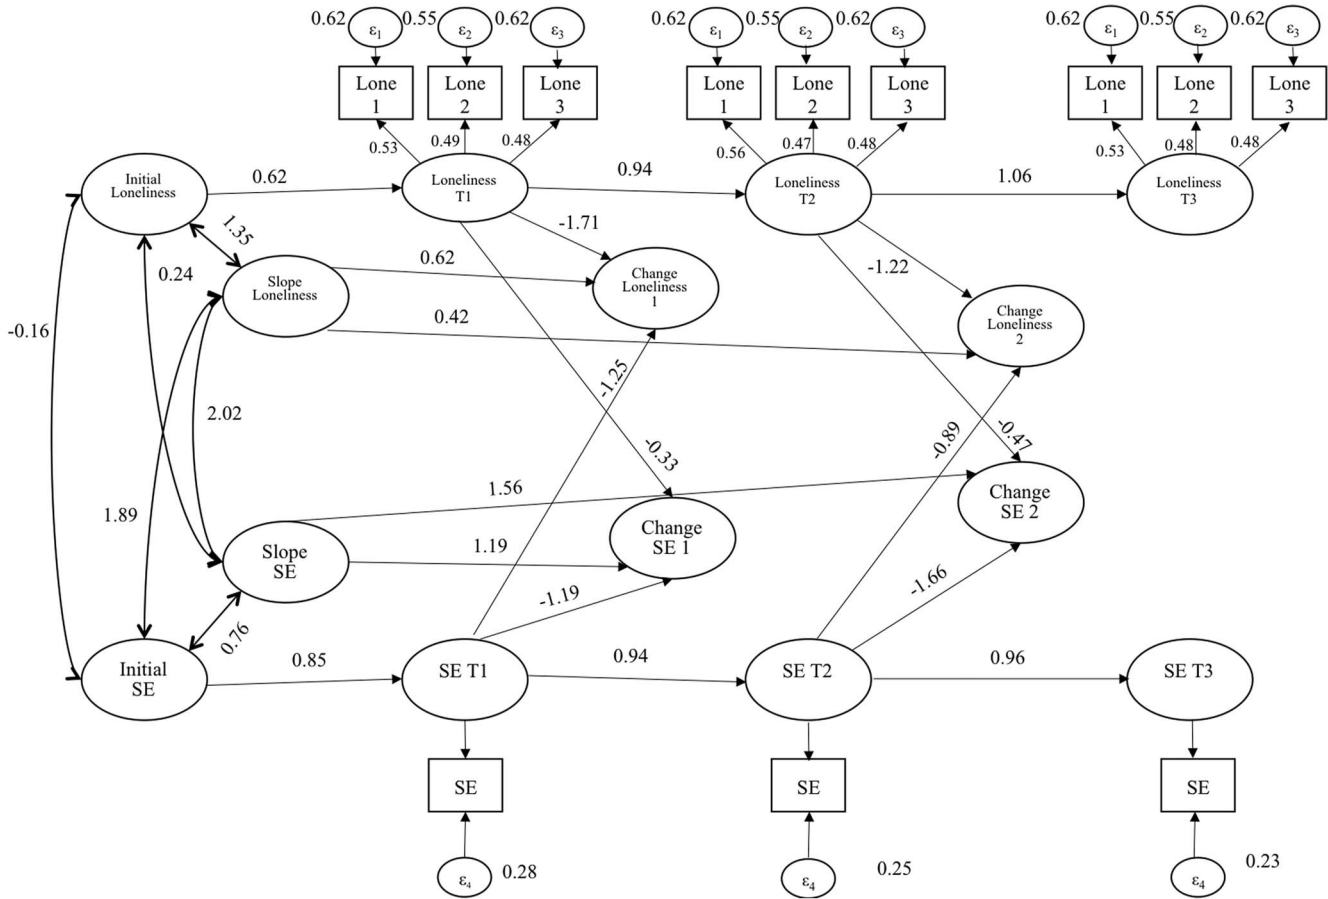 0.62 0.55 0.62 0.62 0.55 0.62 0.62 0.55 0.62
ε1 ε2 ε3 ε1 ε2 ε3 ε1 ε2 ε3
Lone Lone Lone Lone Lone Lone Lone Lone Lone
1 2 3 1 2 3 1 2 3
0.53 0.49 0.48 0.56 0.47 0.48 0.53 0.48 0.48
Initial
Loneliness
0.62
Loneliness
T1
0.94
Loneliness
T2
1.06
Loneliness
T3
1.35
-1.71
0.24
Slope
Loneliness
0.62
Change
Loneliness
1
-1.22
-0.16
0.42
Change
Loneliness
2
-1.25
2.02
-0.33
-0.89
-0.47
1.89
1.56
Change
SE 2
Slope
SE
1.19
Change
SE 1
-1.19
-1.66
0.76
Initial
SE
0.85
SE T1
0.94
SE T2
0.96
SE T3
SE SE SE
ε4 0.28 ε4 0.25 ε4 0.23